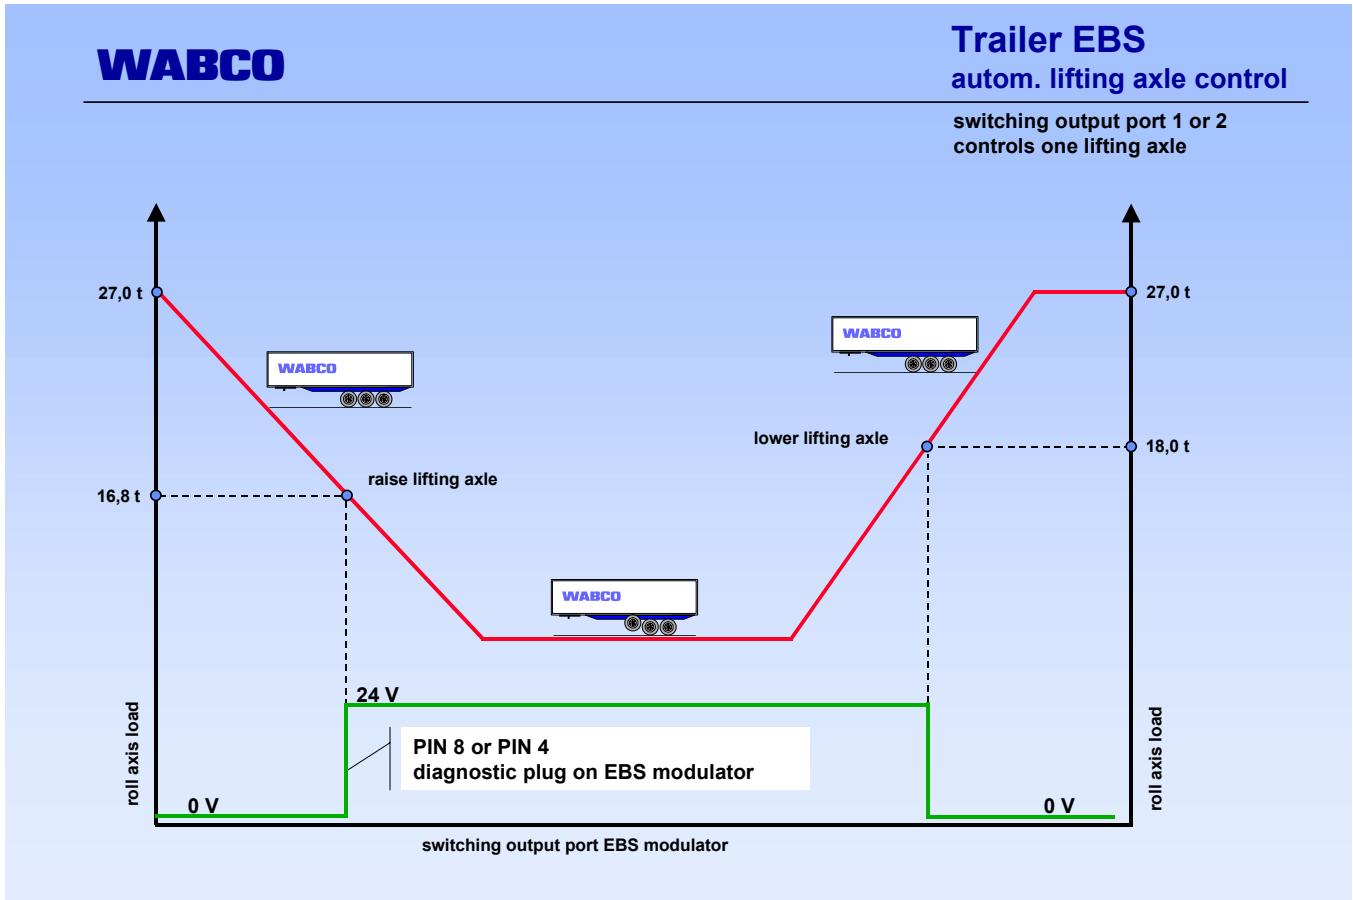 WABCO
Trailer EBS
autom. lifting axle control
switching output port 1 or 2
controls one lifting axle
27,0 t
27,0 t
WABCO
WABCO
lower lifting axle
18,0 t
raise lifting axle
16,8 t
WABCO
24 V
PIN 8 or PIN 4
diagnostic plug on EBS modulator
roll axis load
roll axis load
0 V
0 V
switching output port EBS modulator